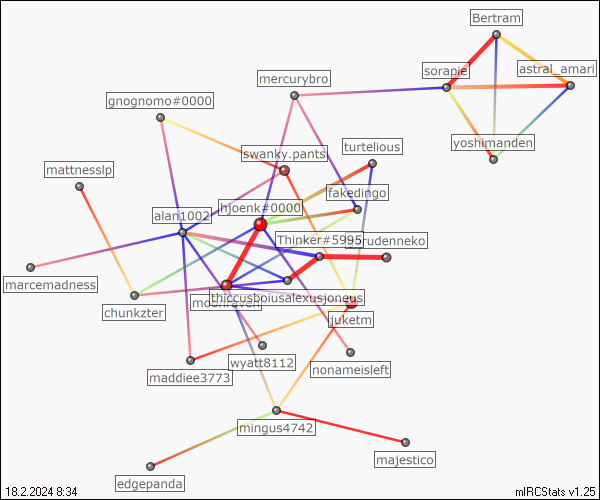 Bertram
sorapie
astral_amari
mercurybro
gnognomo#0000
yoshimanden
turtelious
swanky.pants
mattnesslp
fakedingo
hjoenk#0000
alan1002
Thinker#5995
rudenneko
marcemadness
thiccusboiusalexusjoneus
chunkzter
juketm
wyatt8112
nonameisleft
maddiee3773
mingus4742
majestico
edgepanda
18.2.2024 8:34
mIRCStats v1.25